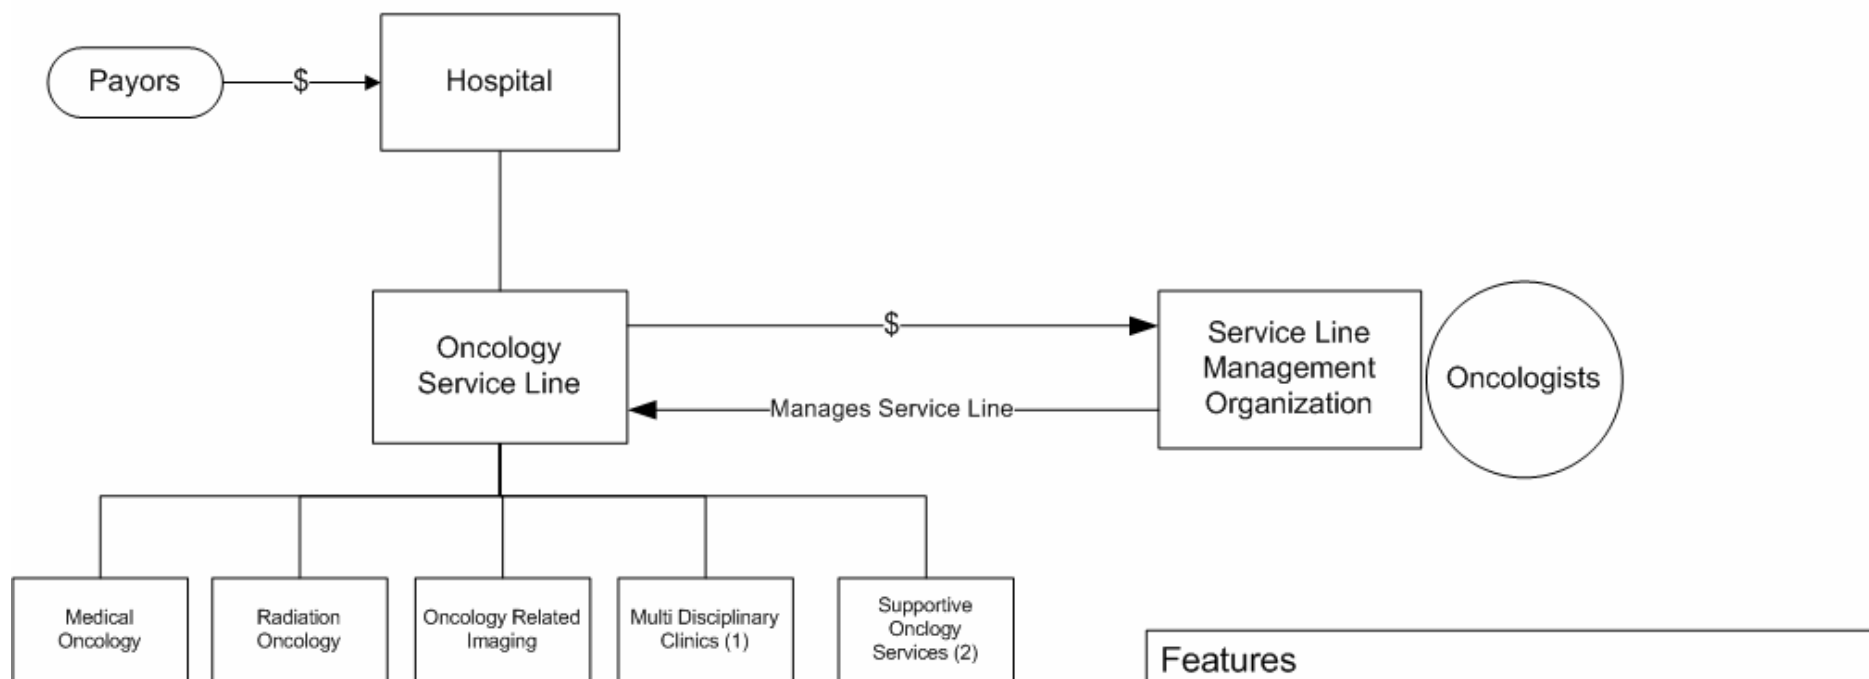 Payors
$
Hospital
Oncology
Service Line
$
Manages Service Line
Service Line
Management
Organization
Oncologists
Medical
Oncology
Radiation
Oncology
Oncology Related
Imaging
Multi Disciplinary
Clinics (1)
Supportive
Onclogy
Services (2)
Features